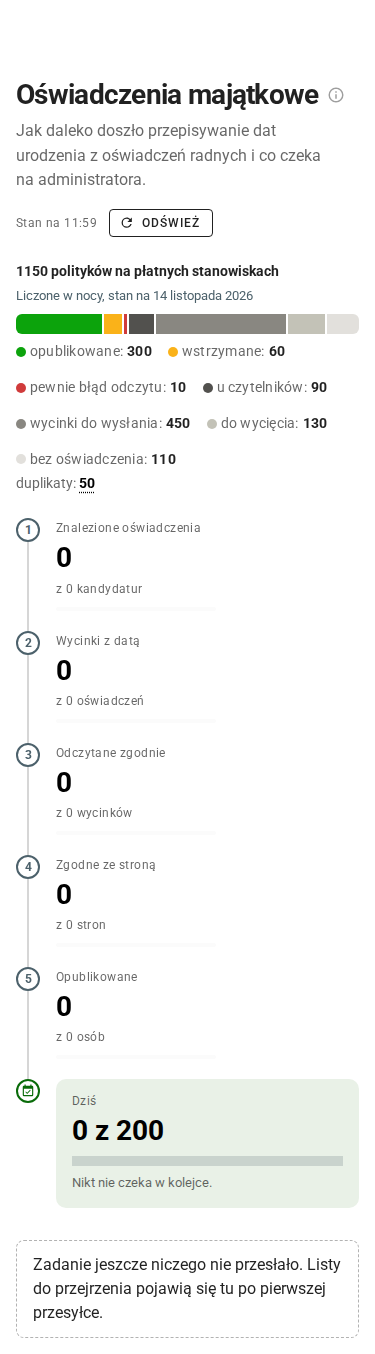 Oświadczenia majątkowe
Jak daleko doszło przepisywanie dat
urodzenia z oświadczeń radnych i co czeka
na administratora.
Stan na 11:59 ODŚWIEŻ
1150 polityków na płatnych stanowiskach
Liczone w nocy, stan na 14 listopada 2026
opublikowane: 300 wstrzymane: 60
pewnie błąd odczytu: 10 u czytelników: 90
wycinki do wysłania: 450 do wycięcia: 130
bez oświadczenia: 110
duplikaty: 50
1 Znalezione oświadczenia
0
z 0 kandydatur
2 Wycinki z datą
0
z 0 oświadczeń
3 Odczytane zgodnie
0
z 0 wycinków
4 Zgodne ze stroną
0
z 0 stron
5 Opublikowane
0
z 0 osób
Dziś
0 z 200
Nikt nie czeka w kolejce.
Zadanie jeszcze niczego nie przesłało. Listy
do przejrzenia pojawią się tu po pierwszej
przesyłce.